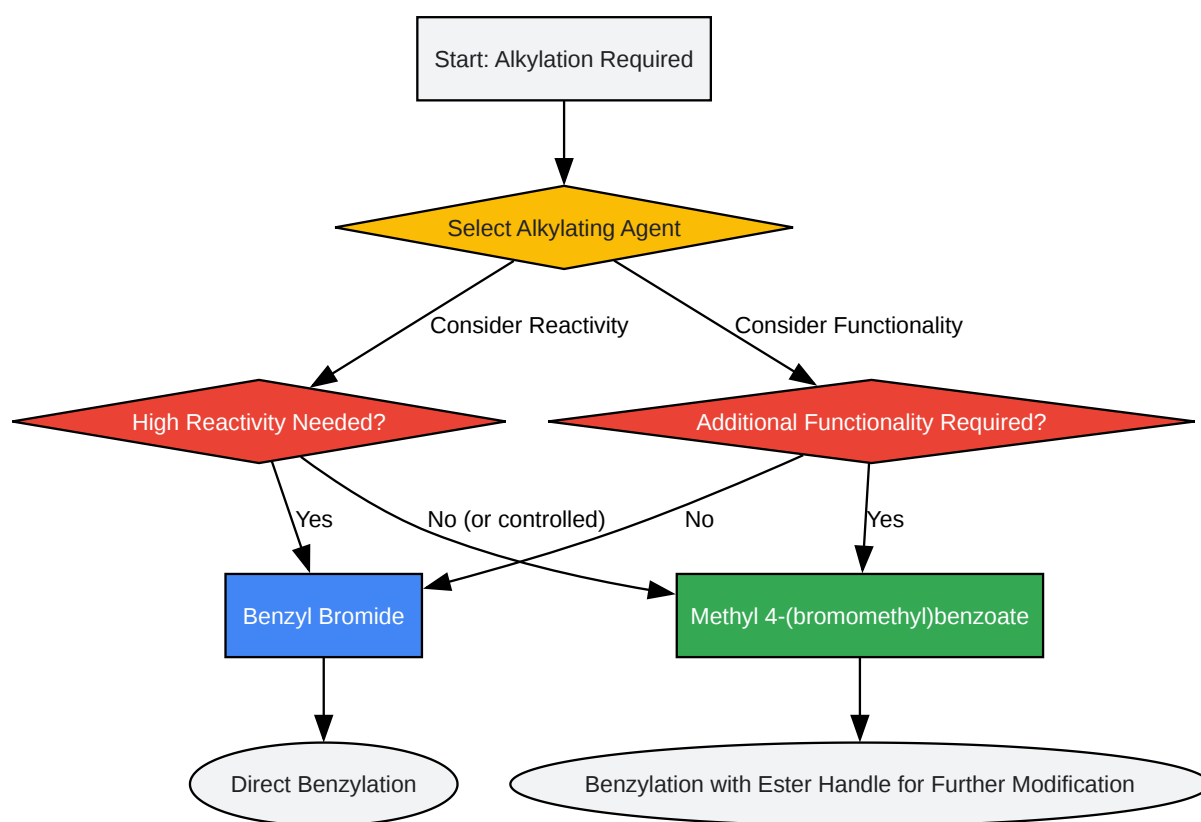 Start: Alkylation Required
Select Alkylating Agent
Consider Reactivity
Consider Functionality
High Reactivity Needed?
Additional Functionality Required?
Yes
No (or controlled)
No
Yes
Benzyl Bromide
Methyl 4-(bromomethyl)benzoate
Direct Benzylation
Benzylation with Ester Handle for Further Modification